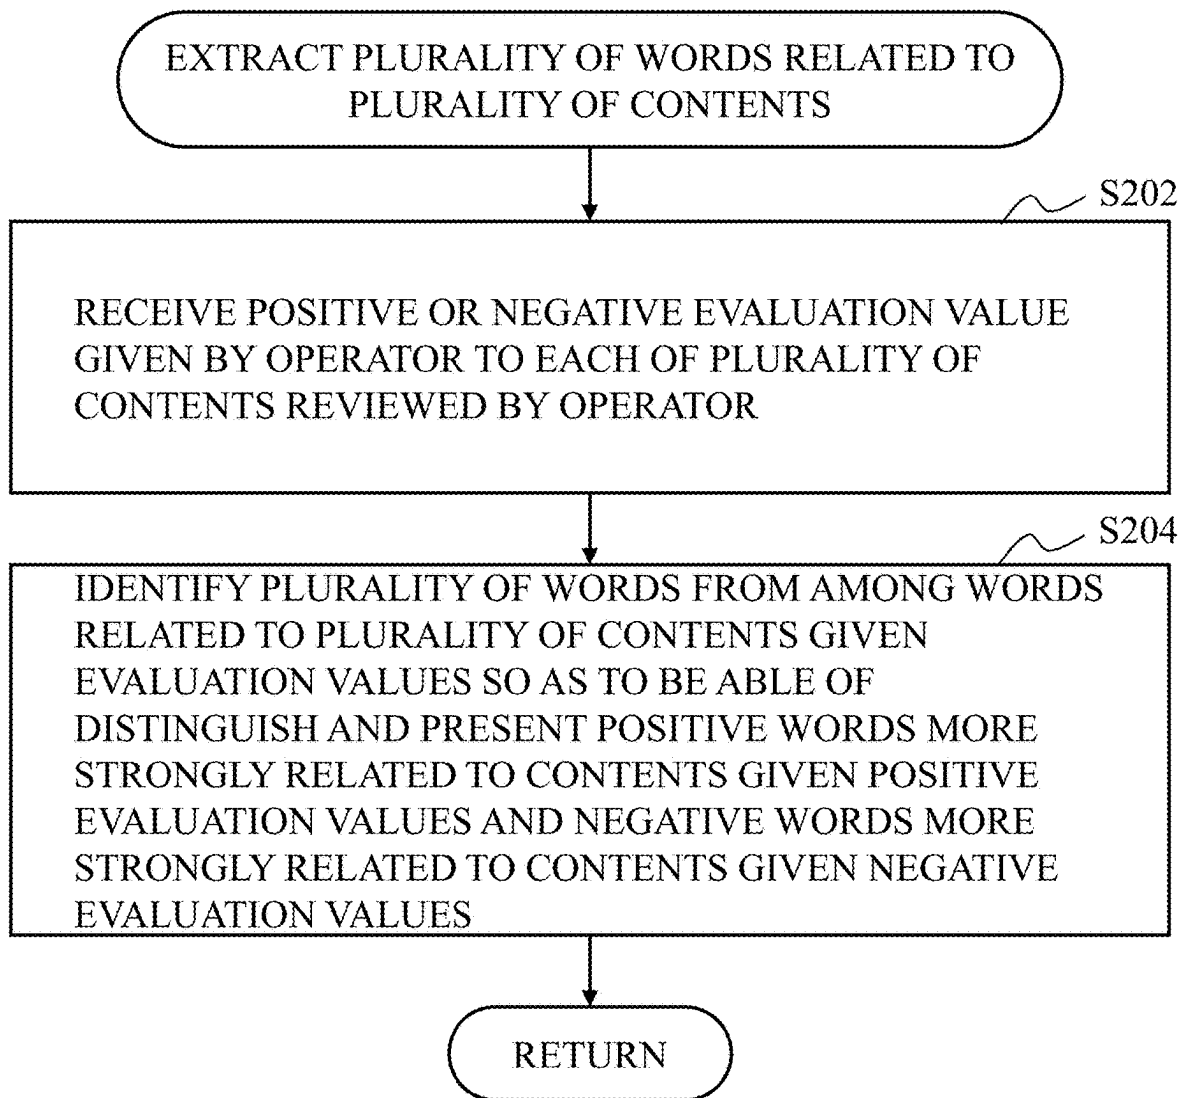 EXTRACT PLURALITY OF WORDS RELATED TO
PLURALITY OF CONTENTS
S202
RECEIVE POSITIVE OR NEGATIVE EVALUATION VALUE
GIVEN BY OPERATOR TO EACH OF PLURALITY OF
CONTENTS REVIEWED BY OPERATOR
S204
IDENTIFY PLURALITY OF WORDS FROM AMONG WORDS
RELATED TO PLURALITY OF CONTENTS GIVEN
EVALUATION VALUES SO AS TO BE ABLE OF
DISTINGUISH AND PRESENT POSITIVE WORDS MORE
STRONGLY RELATED TO CONTENTS GIVEN POSITIVE
EVALUATION VALUES AND NEGATIVE WORDS MORE
STRONGLY RELATED TO CONTENTS GIVEN NEGATIVE
EVALUATION VALUES
RETURN